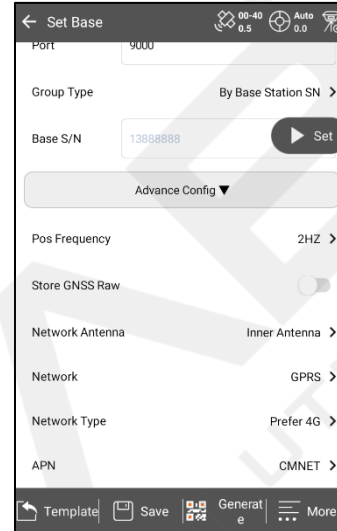 Set Base
00-40
0.5
Auto
0.0
Port 9000
Group Type By Base Station SN
Base S/N 13888888 Set
Advance Config ▼
Pos Frequency 2HZ
Store GNSS Raw
Network Antenna Inner Antenna
Network GPRS
Network Type Prefer 4G
APN CMNET
Template Save Generat
e More